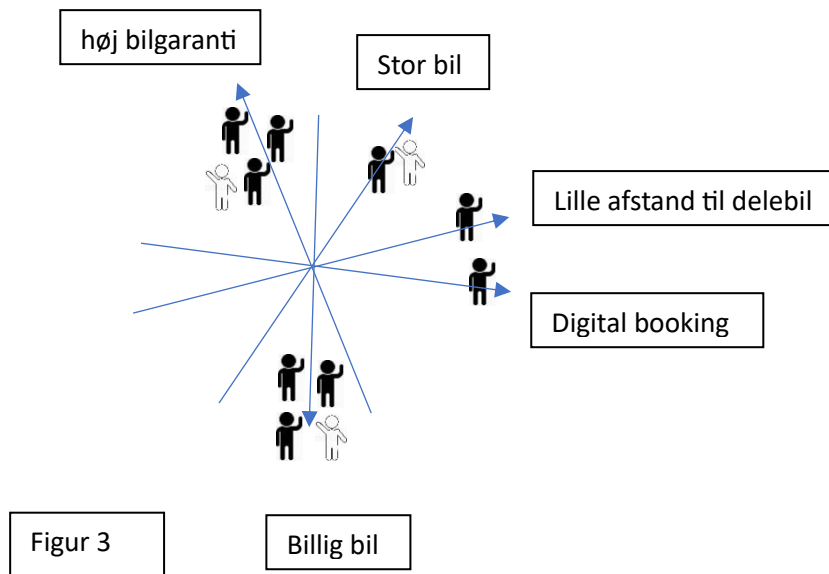 høj bilgaranti
Stor bil
Lille afstand til delebil
Digital booking
Figur 3
Billig bil